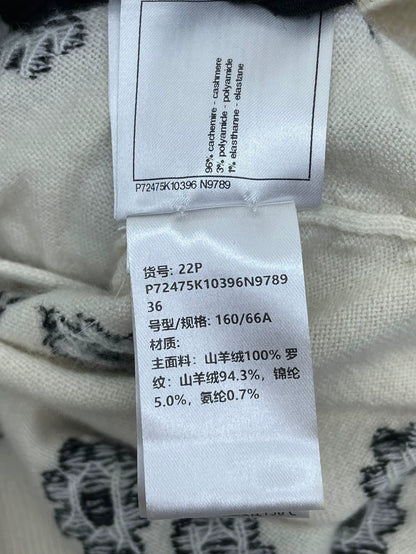 96% cachemire - cashmere
3% polyamide - polyamide
1% elasthanne - elastane
P72475K10396 N9789
货号: 22P
P72475K10396N9789
36
号型/规格: 160/66A
材质:
主面料: 山羊绒100% 罗
纹: 山羊绒94.3%, 锦纶
5.0%, 氨纶0.7%